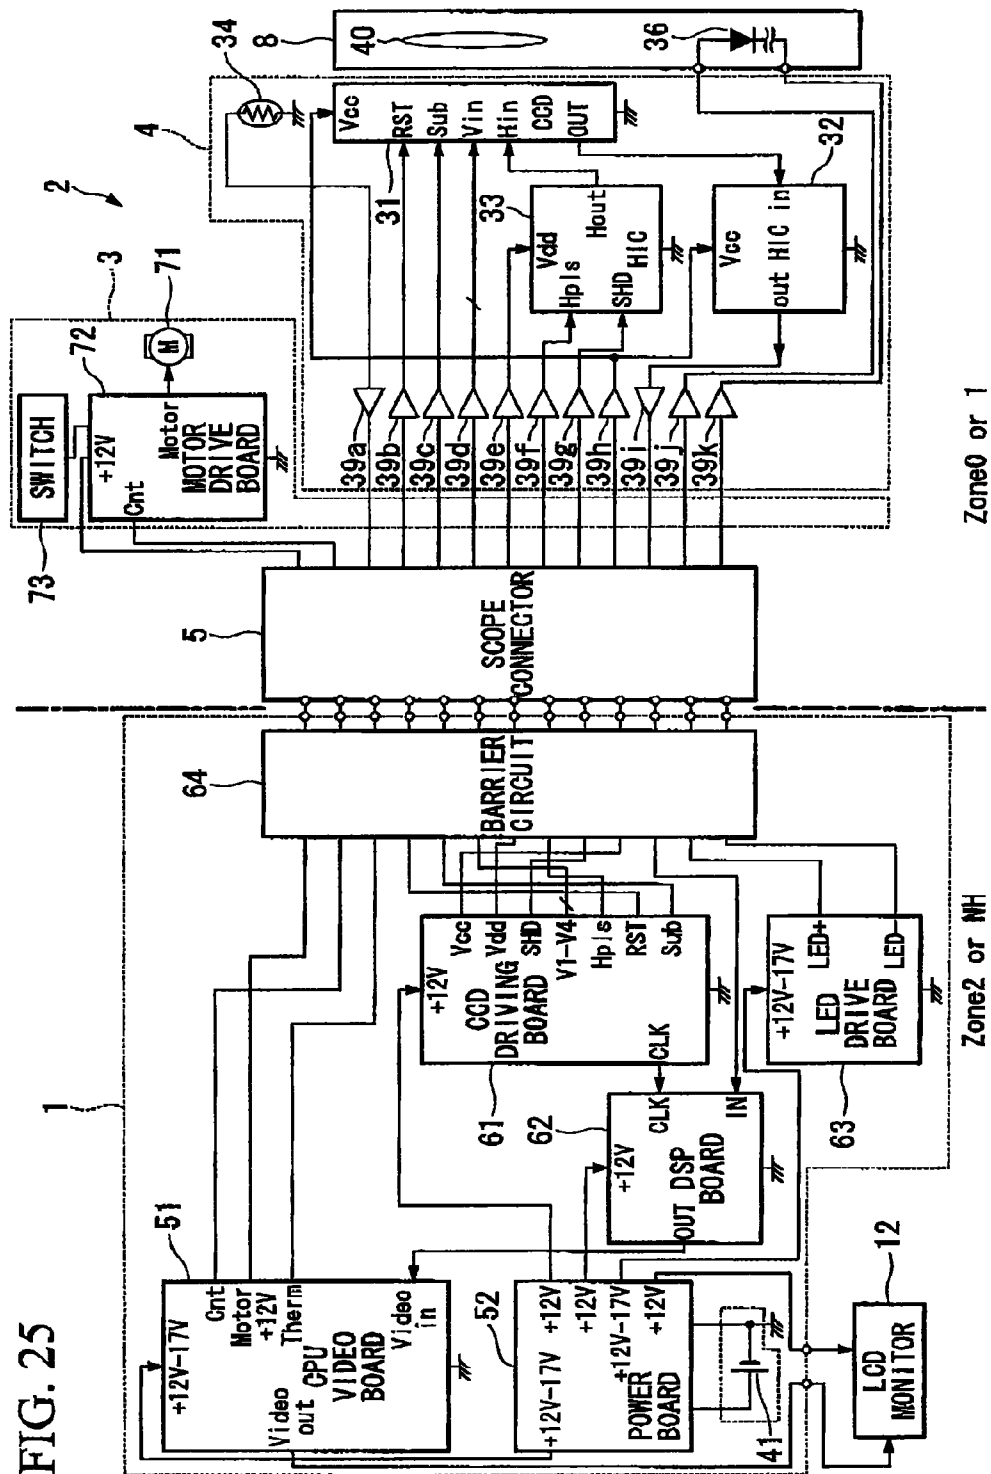 FIG. 25
1
2
3
4
8
34
40
36
71
72
73
SWITCH
+12V
Cnt
Motor
MOTOR
DRIVE
BOARD
M
Vcc
RST
Sub
Vin
Hin
CCD
OUT
31
33
32
Vdd
Hpls
SHD
Hout
HIC
Vcc
out
HIC
in
39a
39b
39c
39d
39e
39f
39g
39h
39i
39j
39k
5
SCOPE
CONNECTOR
64
BARRIER
CIRCUIT
Zone0 or 1
Zone2 or NH
51
+12V-17V
Cnt
Motor
+12V
Therm
CPU
VIDEO
BOARD
Video
in
Video
out
52
+12V-17V
+12V
+12V
+12V-17V
+12V
POWER
BOARD
41
61
+12V
CCD
DRIVING
BOARD
Vcc
Vdd
SHD
V1-V4
Hpls
RST
Sub
CLK
62
+12V
CLK
IN
OUT
DSP
BOARD
63
+12V-17V
LED
DRIVE
BOARD
LED+
LED-
12
LCD
MONITOR